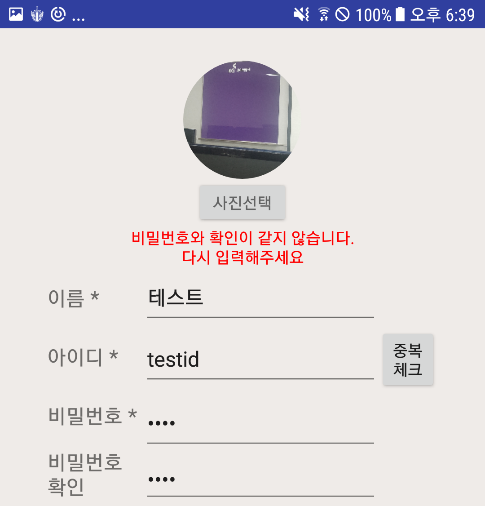 ... 100% 오후 6:39
사진선택
비밀번호와 확인이 같지 않습니다.
다시 입력해주세요
이름 * 테스트
아이디 * testid 중복
체크
비밀번호 * ••••
비밀번호
확인 ••••